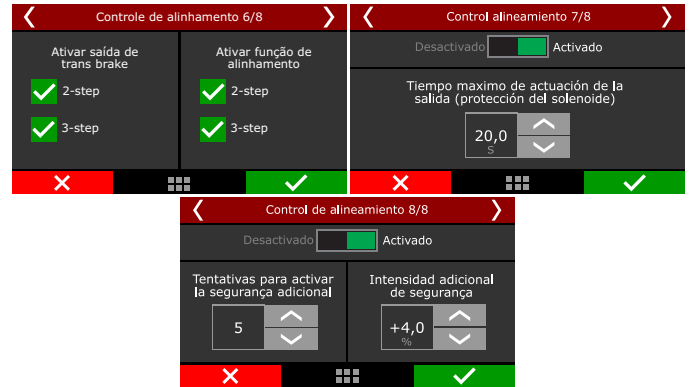 Controle de alinhamento 6/8
Ativar saída de
trans brake
2-step
3-step
Ativar função de
alinhamento
2-step
3-step
Control alineamiento 7/8
Desactivado Activado
Tiempo maximo de actuación de la
salida (protección del solenoide)
20,0
S
Control de alineamiento 8/8
Desactivado Activado
Tentativas para activar
la segurança adicional
5
Intensidad adicional
de segurança
+4,0
%